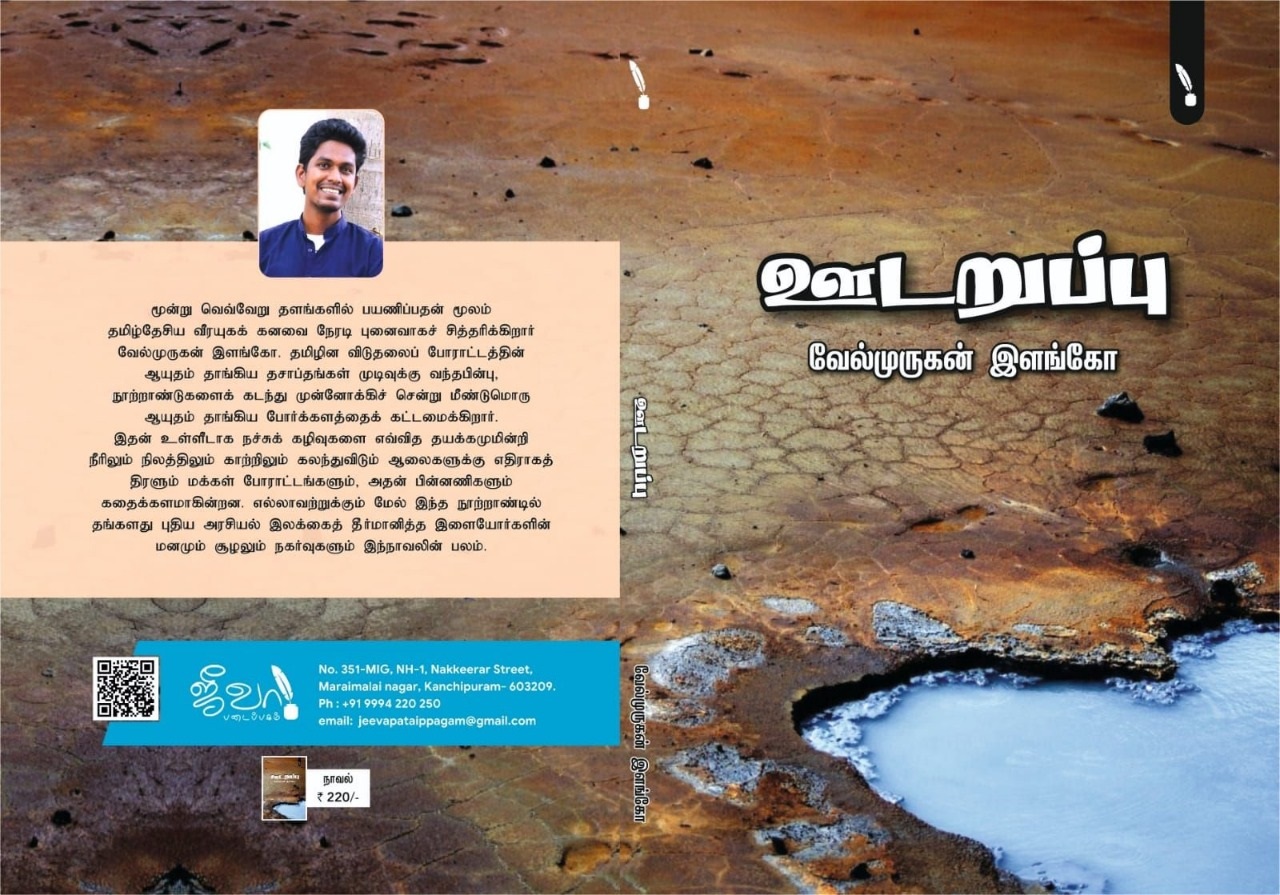 மூன்று வெவ்வேறு தளங்களில் பயணிப்பதன் மூலம்
தமிழ்தேசிய வீரயுகக் கனவை நேரடி புனைவாகச் சித்தரிக்கிறார்
வேல்முருகன் இளங்கோ. தமிழின விடுதலைப் போராட்டத்தின்
ஆயுதம் தாங்கிய தசாப்தங்கள் முடிவுக்கு வந்தபின்பு,
நூற்றாண்டுகளைக் கடந்து முன்னோக்கிச் சென்று மீண்டுமொரு
ஆயுதம் தாங்கிய போர்க்களத்தைக் கட்டமைக்கிறார்.
இதன் உள்ளீடாக நச்சுக் கழிவுகளை எவ்வித தயக்கமுமின்றி
நீரிலும் நிலத்திலும் காற்றிலும் கலந்துவிடும் ஆலைகளுக்கு எதிராகத்
திரளும் மக்கள் போராட்டங்களும், அதன் பின்னணிகளும்
கதைக்களமாகின்றன. எல்லாவற்றுக்கும் மேல் இந்த நூற்றாண்டில்
தங்களது புதிய அரசியல் இலக்கைத் தீர்மானித்த இளையோர்களின்
மனமும் சூழலும் நகர்வுகளும் இந்நாவலின் பலம்.
ஜீவா
படைப்பகம்
No. 351-MIG, NH-1, Nakkeerar Street,
Maraimalai nagar, Kanchipuram- 603209.
Ph : +91 9994 220 250
email: jeevapataippagam@gmail.com
ஊடறுப்பு
நாவல்
₹ 220/-
ஊடறுப்பு
வேல்முருகன் இளங்கோ
ஊடறுப்பு
வேல்முருகன் இளங்கோ